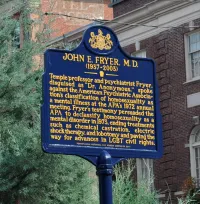 JOHN E. FRYER, M.D.
(1937-2003)
Temple professor and psychiatrist Fryer,
disguised as "Dr. Anonymous," spoke
against the American Psychiatric Associa-
tion's classification of homosexuality as
a mental illness at the APA's 1972 annual
meeting. Fryer's testimony persuaded the
APA to declassify homosexuality as a
mental disorder in 1973, ending treatments
such as chemical castration, electric
shock therapy, and lobotomy and paving the
way for advances in LGBT civil rights.